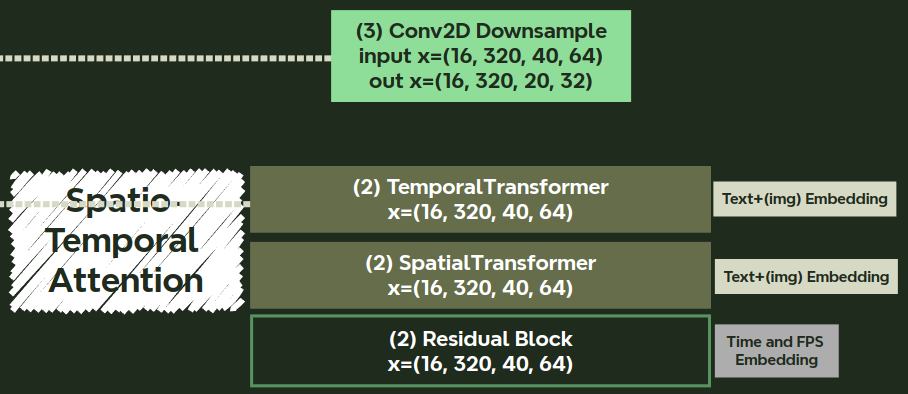 (3) Conv2D Downsample
input x=(16, 320, 40, 64)
out x=(16, 320, 20, 32)
Spatio-
Temporal
Attention
(2) TemporalTransformer
x=(16, 320, 40, 64)
Text+(img) Embedding
(2) SpatialTransformer
x=(16, 320, 40, 64)
Text+(img) Embedding
(2) Residual Block
x=(16, 320, 40, 64)
Time and FPS
Embedding